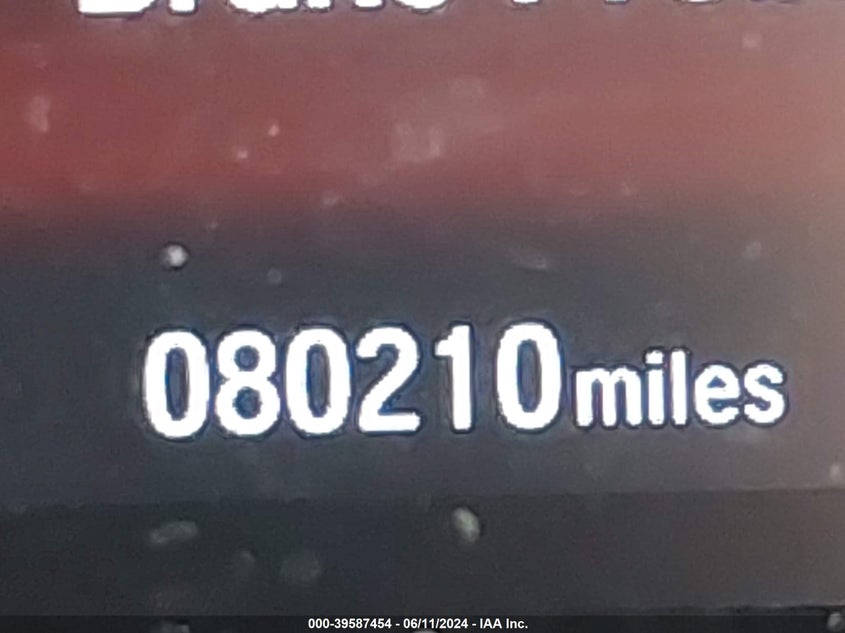 080210miles
000-39587454 - 06/11/2024 - IAA Inc.